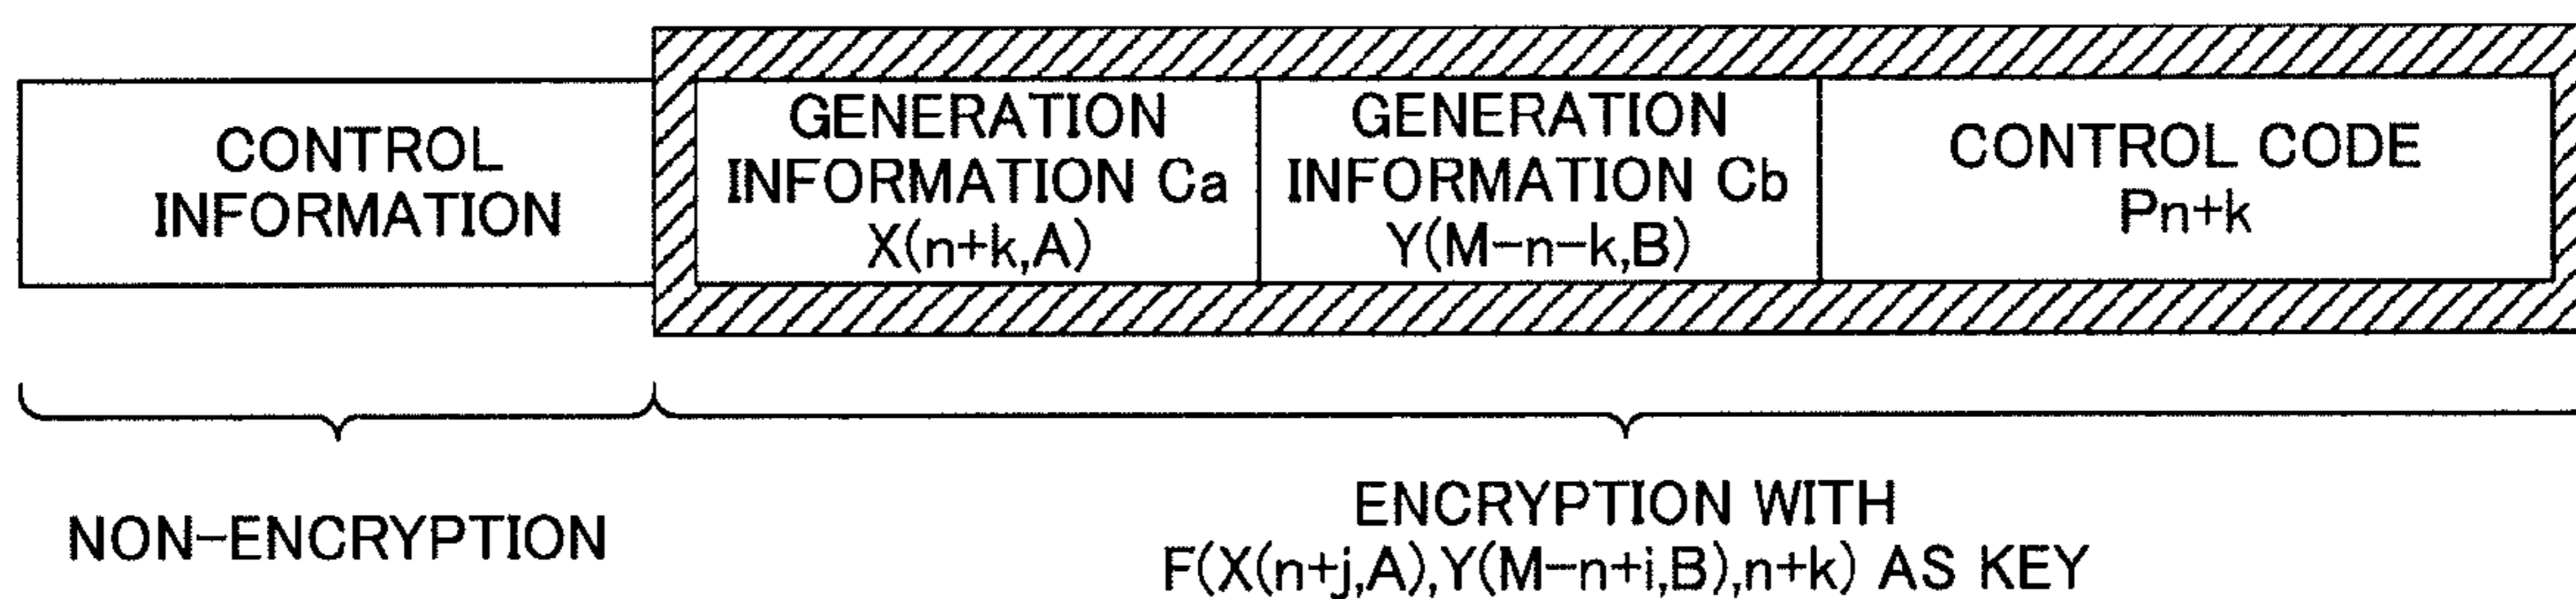 CONTROL
INFORMATION
GENERATION
INFORMATION Ca
X(n+k,A)
GENERATION
INFORMATION Cb
Y(M−n−k,B)
CONTROL CODE
Pn+k
NON−ENCRYPTION
ENCRYPTION WITH
F(X(n+j,A),Y(M−n+i,B),n+k) AS KEY